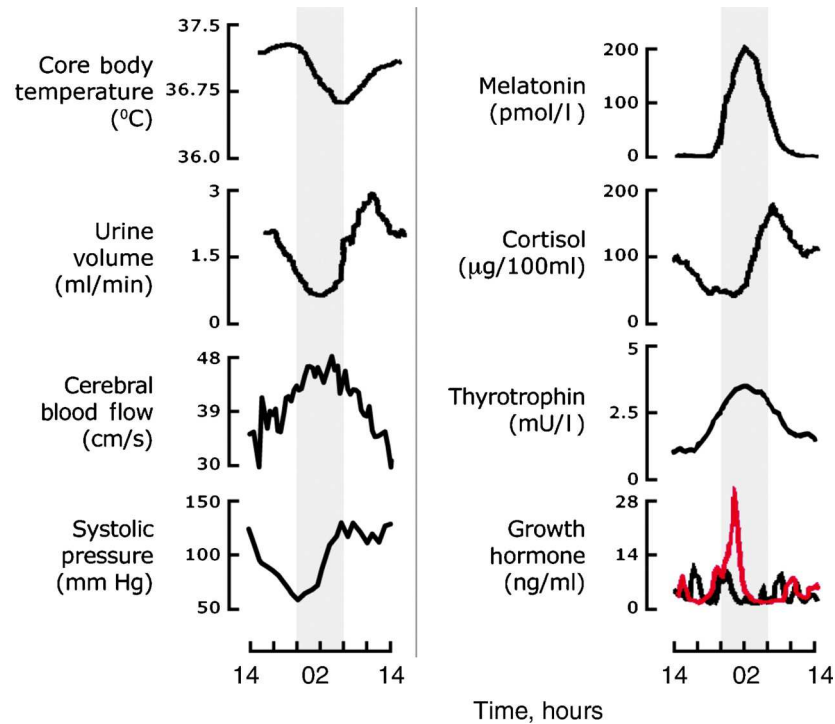 Core body
temperature
(⁰C)
37.5
36.75
36.0
Urine
volume
(ml/min)
3
1.5
0
Cerebral
blood flow
(cm/s)
48
39
30
Systolic
pressure
(mm Hg)
150
100
50
14
02
14
Melatonin
(pmol/l)
200
100
0
Cortisol
(μg/100ml)
200
100
0
Thyrotrophin
(mU/l)
5
2.5
0
Growth
hormone
(ng/ml)
28
14
0
14
02
14
Time, hours